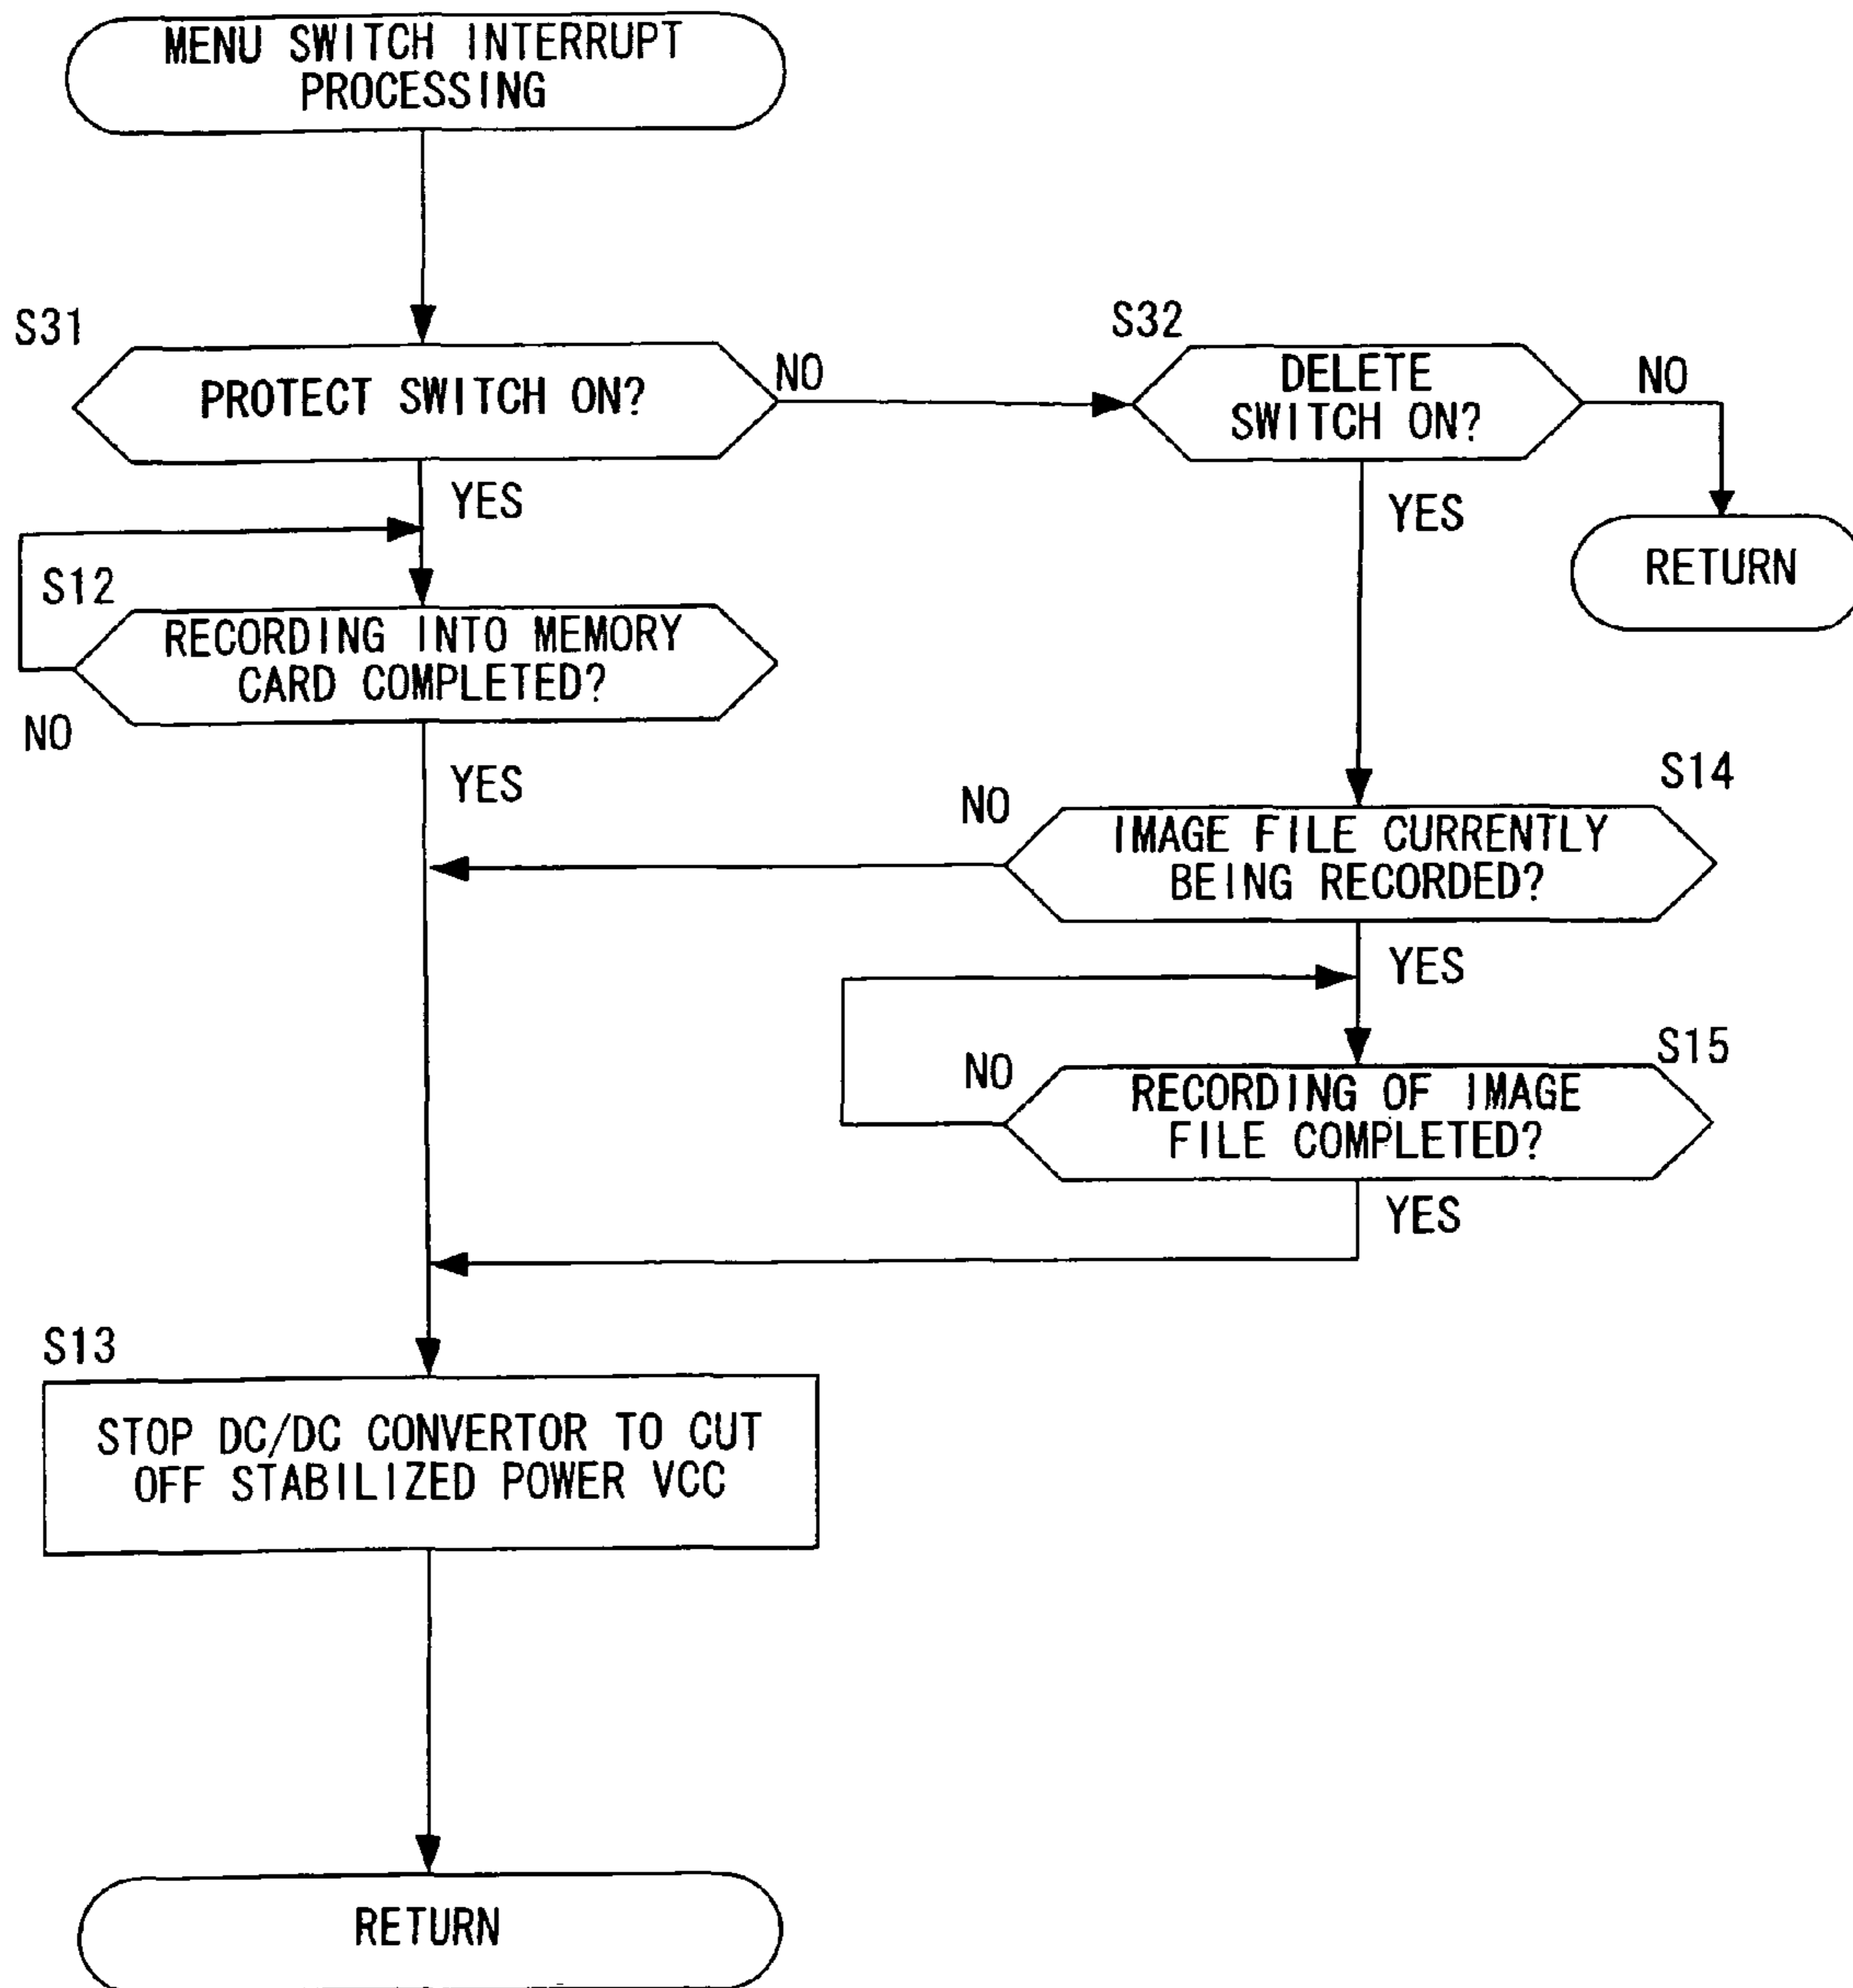 MENU SWITCH INTERRUPT
PROCESSING
S31
PROTECT SWITCH ON?
NO
YES
S32
DELETE
SWITCH ON?
NO
YES
RETURN
S12
RECORDING INTO MEMORY
CARD COMPLETED?
NO
YES
S14
IMAGE FILE CURRENTLY
BEING RECORDED?
NO
YES
S15
RECORDING OF IMAGE
FILE COMPLETED?
NO
YES
S13
STOP DC/DC CONVERTOR TO CUT
OFF STABILIZED POWER VCC
RETURN